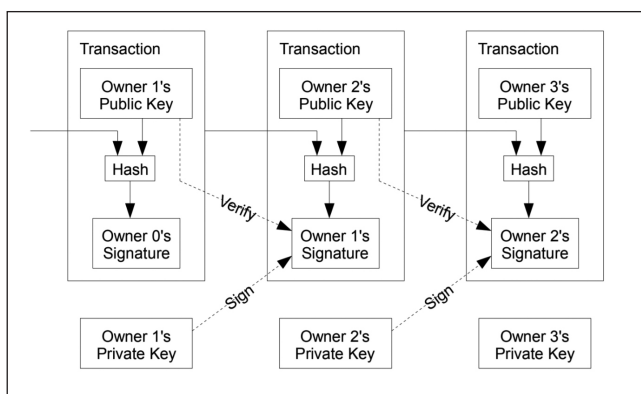 Transaction
Transaction
Transaction
Owner 1's
Public Key
Owner 2's
Public Key
Owner 3's
Public Key
Hash
Hash
Hash
Verify
Verify
Owner 0's
Signature
Owner 1's
Signature
Owner 2's
Signature
Sign
Sign
Owner 1's
Private Key
Owner 2's
Private Key
Owner 3's
Private Key